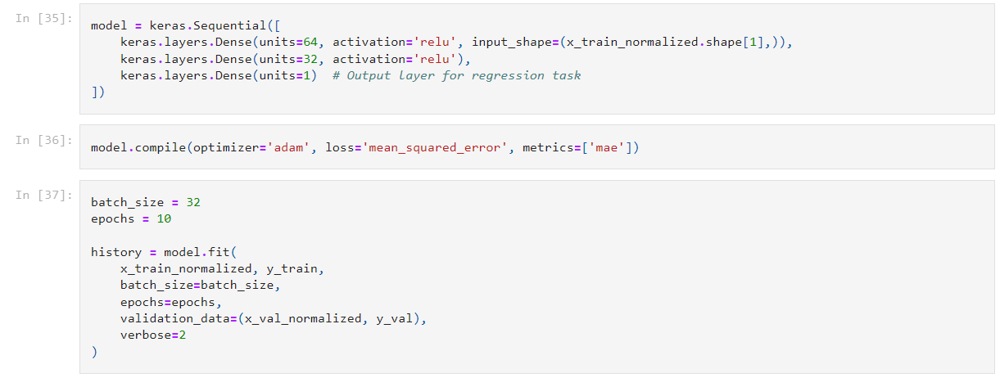 In [35]:
model = keras.Sequential([
    keras.layers.Dense(units=64, activation='relu', input_shape=(x_train_normalized.shape[1],)),
    keras.layers.Dense(units=32, activation='relu'),
    keras.layers.Dense(units=1)  # Output layer for regression task
])
In [36]:
model.compile(optimizer='adam', loss='mean_squared_error', metrics=['mae'])
In [37]:
batch_size = 32
epochs = 10

history = model.fit(
    x_train_normalized, y_train,
    batch_size=batch_size,
    epochs=epochs,
    validation_data=(x_val_normalized, y_val),
    verbose=2
)